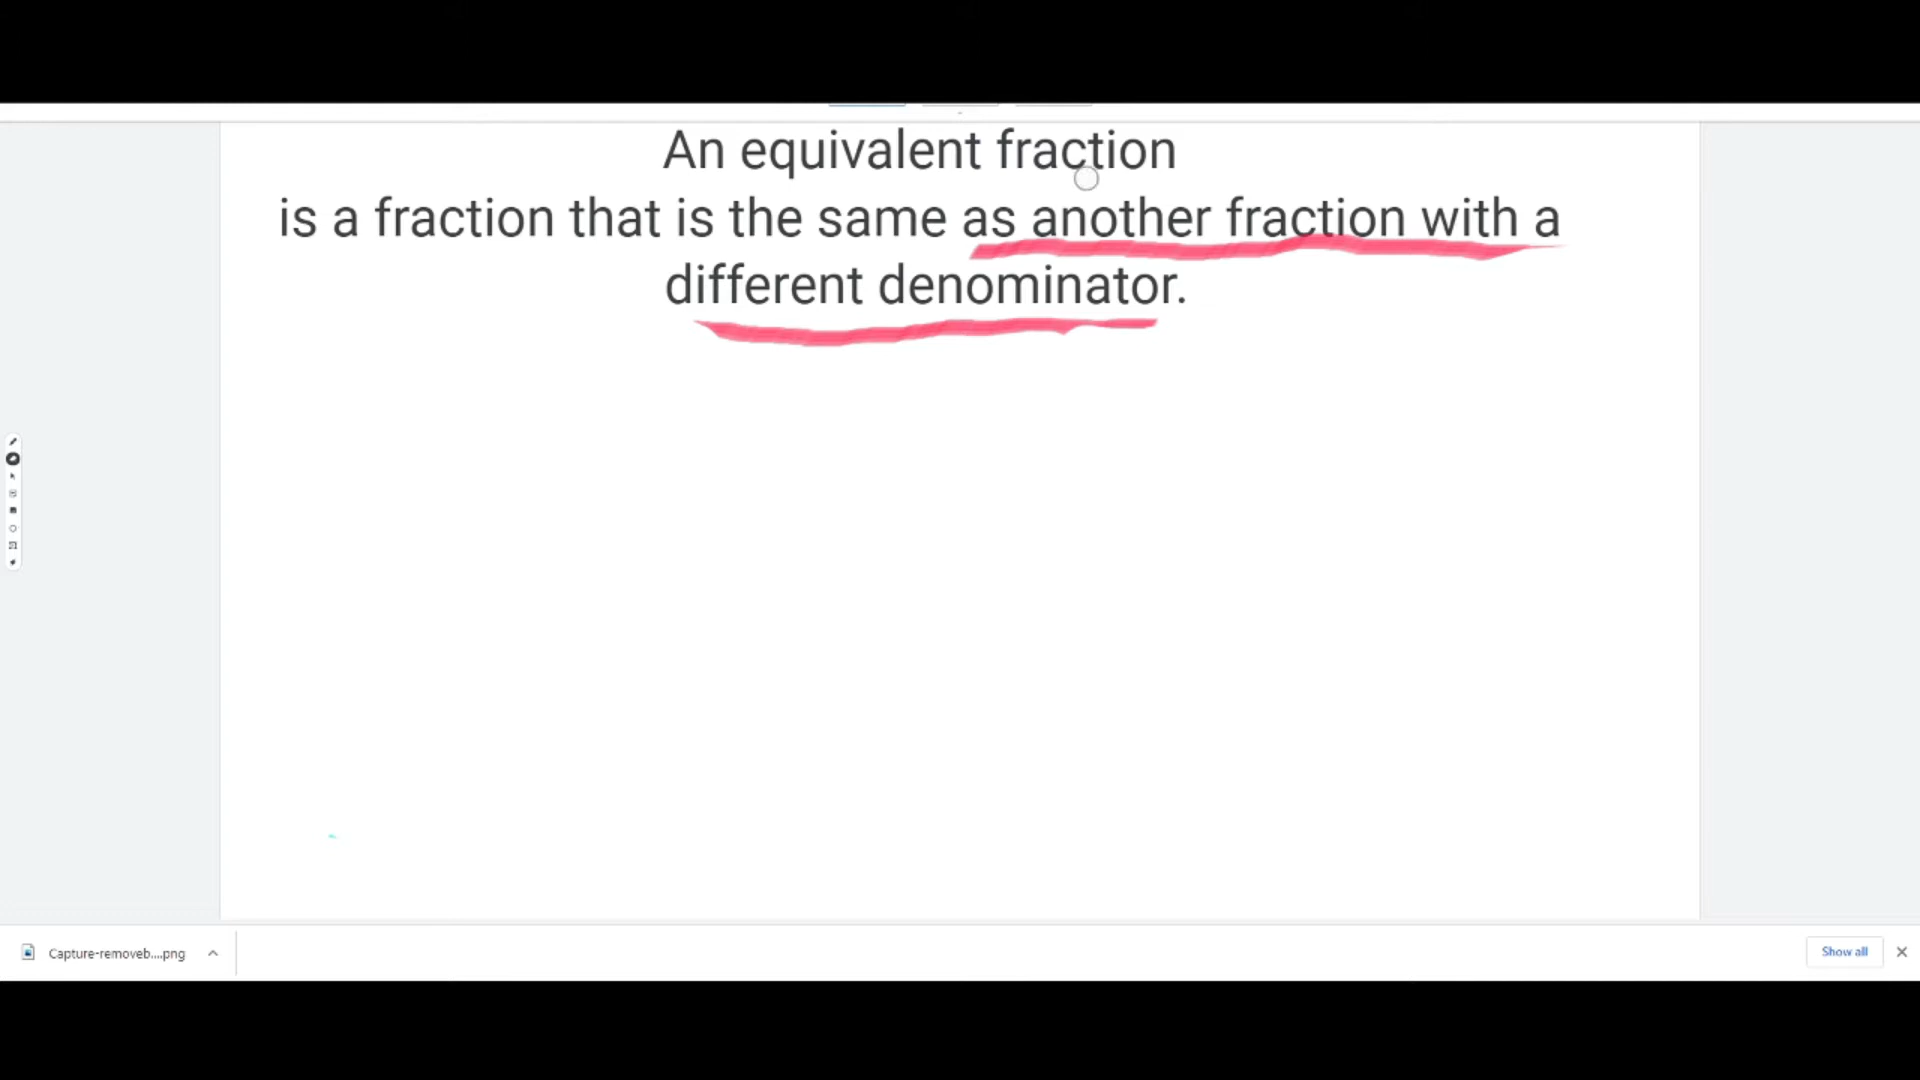 An equivalent fraction
is a fraction that is the same as another fraction with a
different denominator.
Capture-removeb....png
Show all